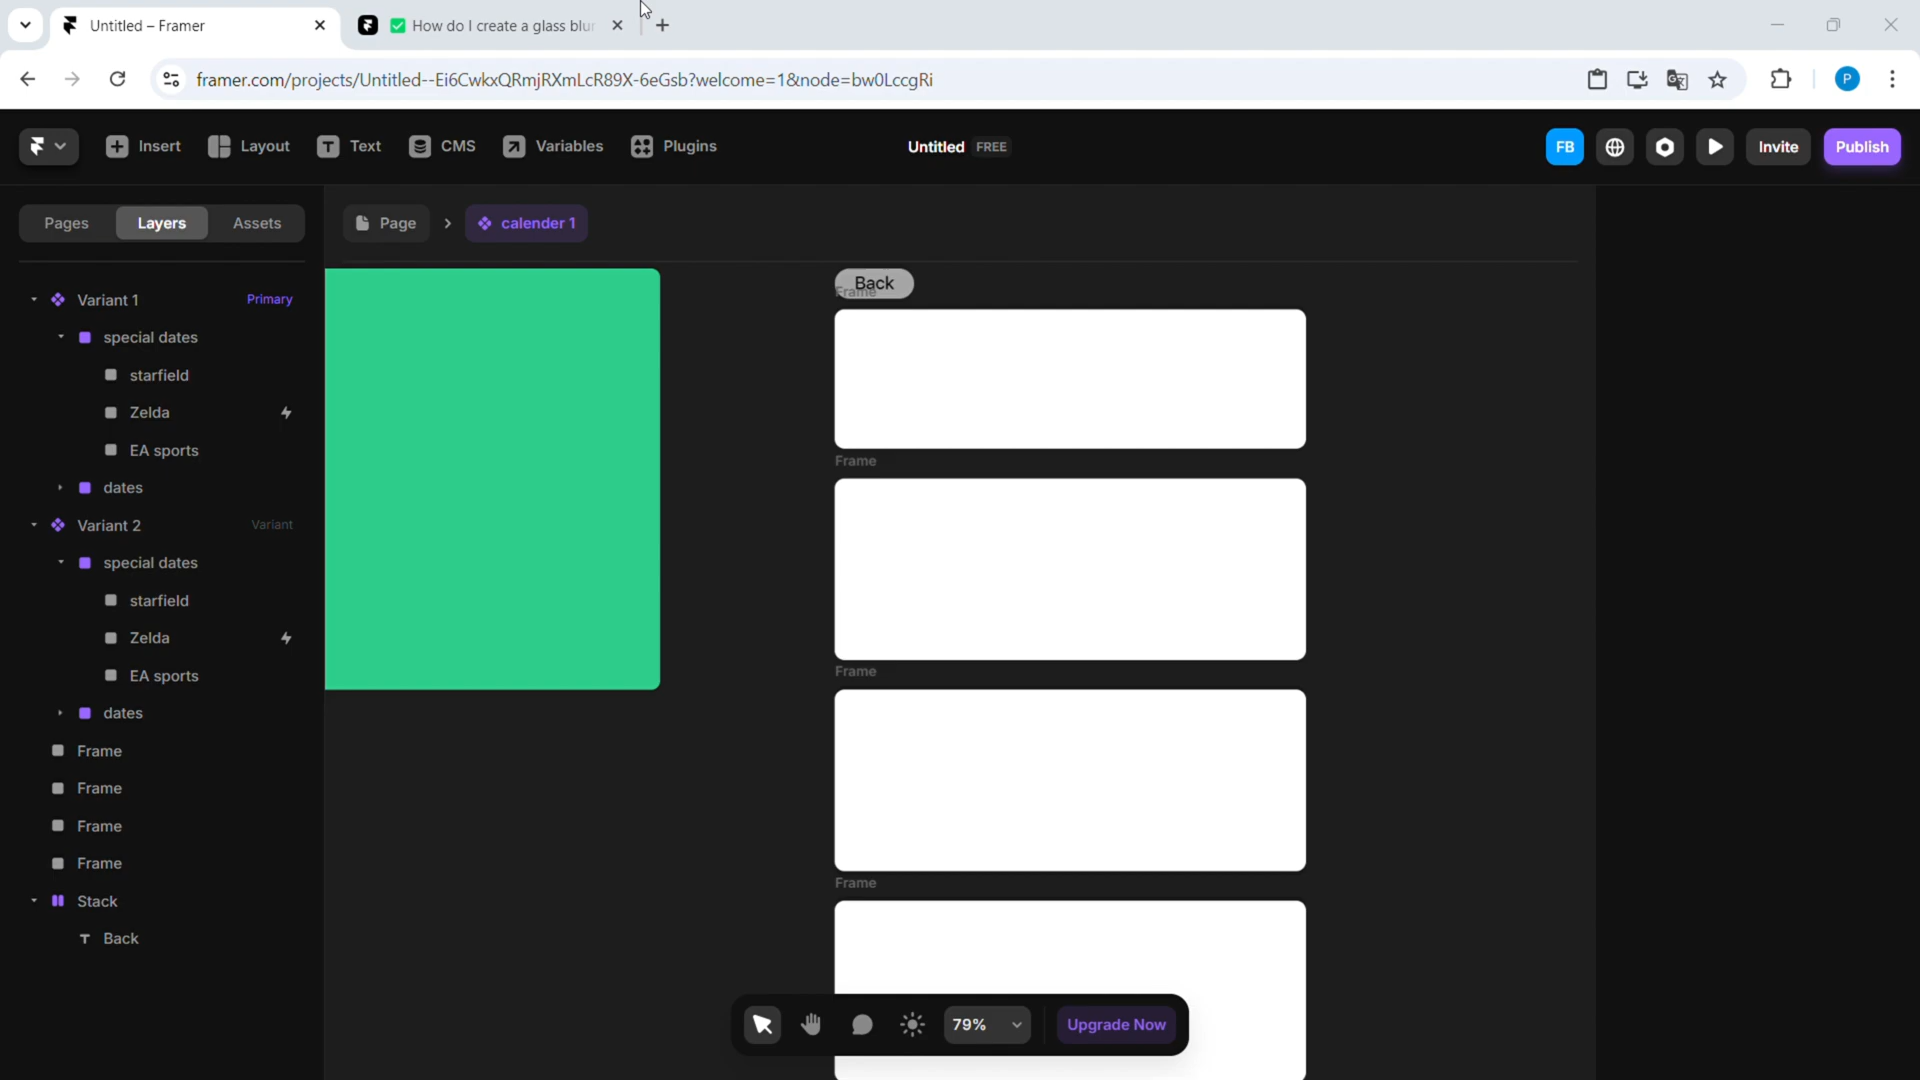 Untitled – Framer
✅ How do I create a glass blur
framer.com/projects/Untitled--Ei6CwkxQRmjRXmLcR89X-6eGsb?welcome=1&node=bw0LccgRi
P
Insert
Layout
Text
CMS
Variables
Plugins
Untitled FREE
FB
Invite
Publish
Pages
Layers
Assets
Page
calender 1
Variant 1 Primary
special dates
starfield
Zelda
EA sports
dates
Variant 2 Variant
special dates
starfield
Zelda
EA sports
dates
Frame
Frame
Frame
Frame
Stack
T Back
Back
Frame
Frame
Frame
Frame
79%
Upgrade Now